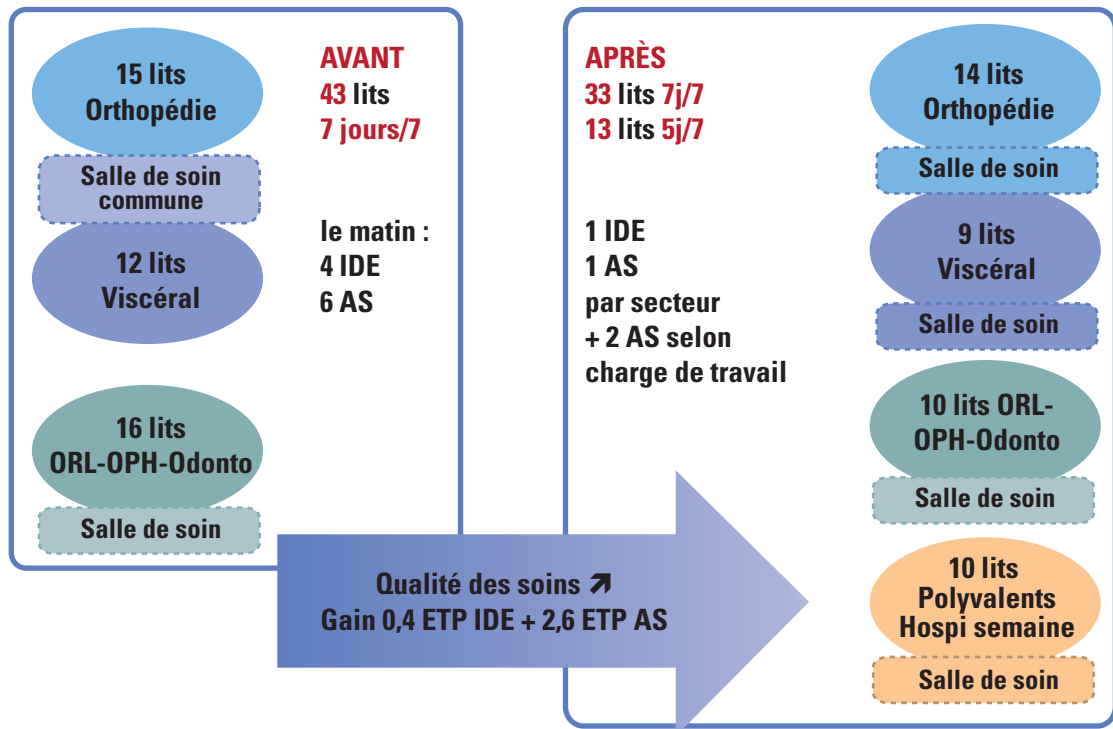 15 lits
Orthopédie
Salle de soin
commune
12 lits
Viscéral
16 lits
ORL-OPH-Odonto
Salle de soin
AVANT
43 lits
7 jours/7
le matin :
4 IDE
6 AS
APRÈS
33 lits 7j/7
13 lits 5j/7
1 IDE
1 AS
par secteur
+ 2 AS selon
charge de travail
14 lits
Orthopédie
Salle de soin
9 lits
Viscéral
Salle de soin
10 lits ORL-
OPH-Odonto
Salle de soin
10 lits
Polyvalents
Hospi semaine
Salle de soin
Qualité des soins ↗
Gain 0,4 ETP IDE + 2,6 ETP AS